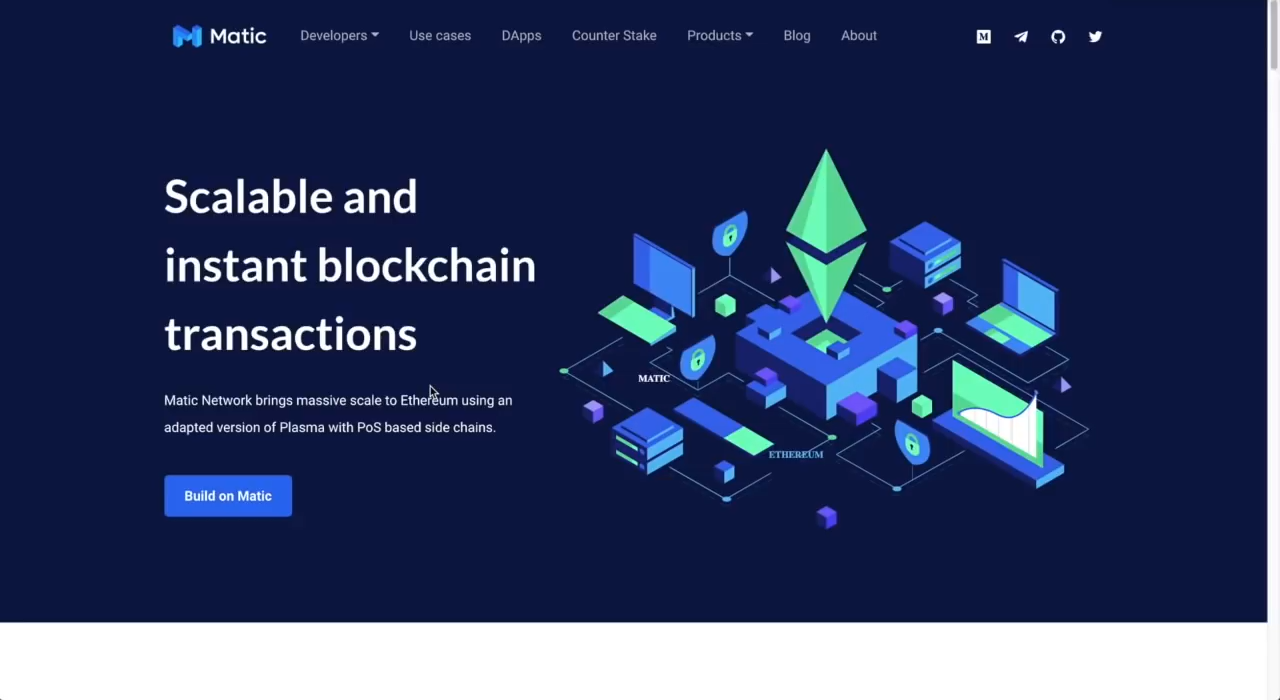 Matic
Developers
Use cases
DApps
Counter Stake
Products
Blog
About
M
Scalable and
instant blockchain
transactions
Matic Network brings massive scale to Ethereum using an
adapted version of Plasma with PoS based side chains.
Build on Matic
MATIC
ETHEREUM